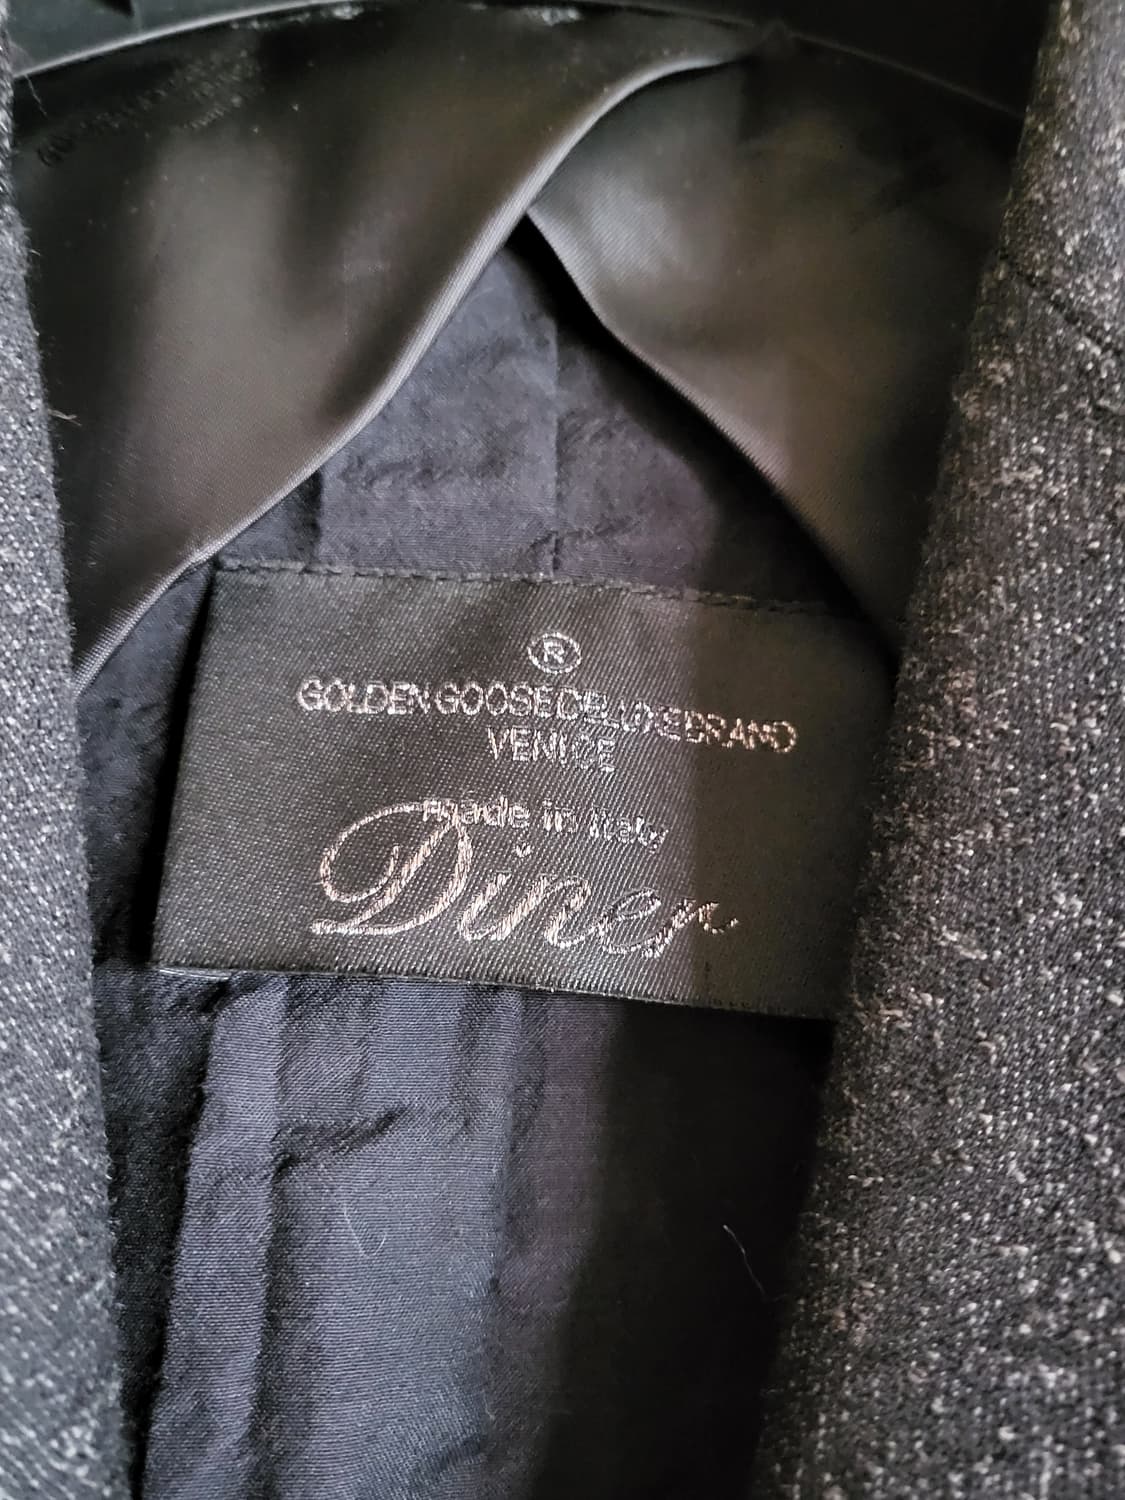 ®
GOLDEN GOOSE DELUXE BRAND
VENICE
made in Italy
Diner